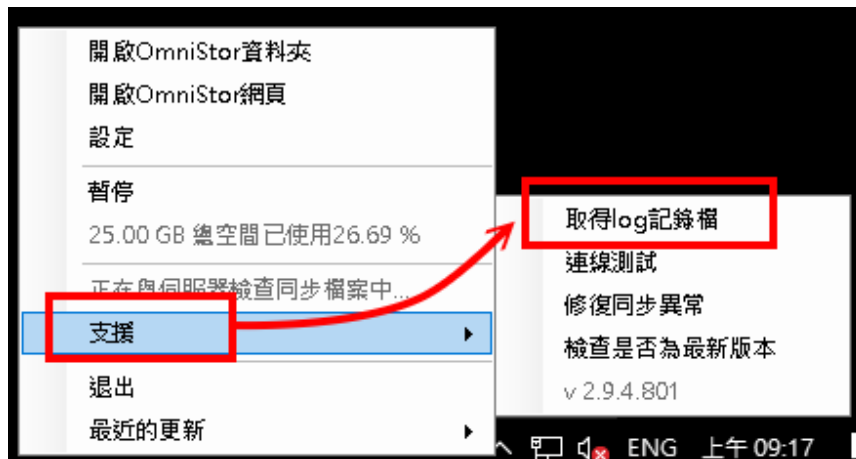 開啟OmniStor資料夾
開啟OmniStor網頁
設定
暫停
25.00 GB 總空間已使用26.69 %
正在與伺服器檢查同步檔案中...
支援
退出
最近的更新
取得log記錄檔
連線測試
修復同步異常
檢查是否為最新版本
v 2.9.4.801
ENG 上午 09:17